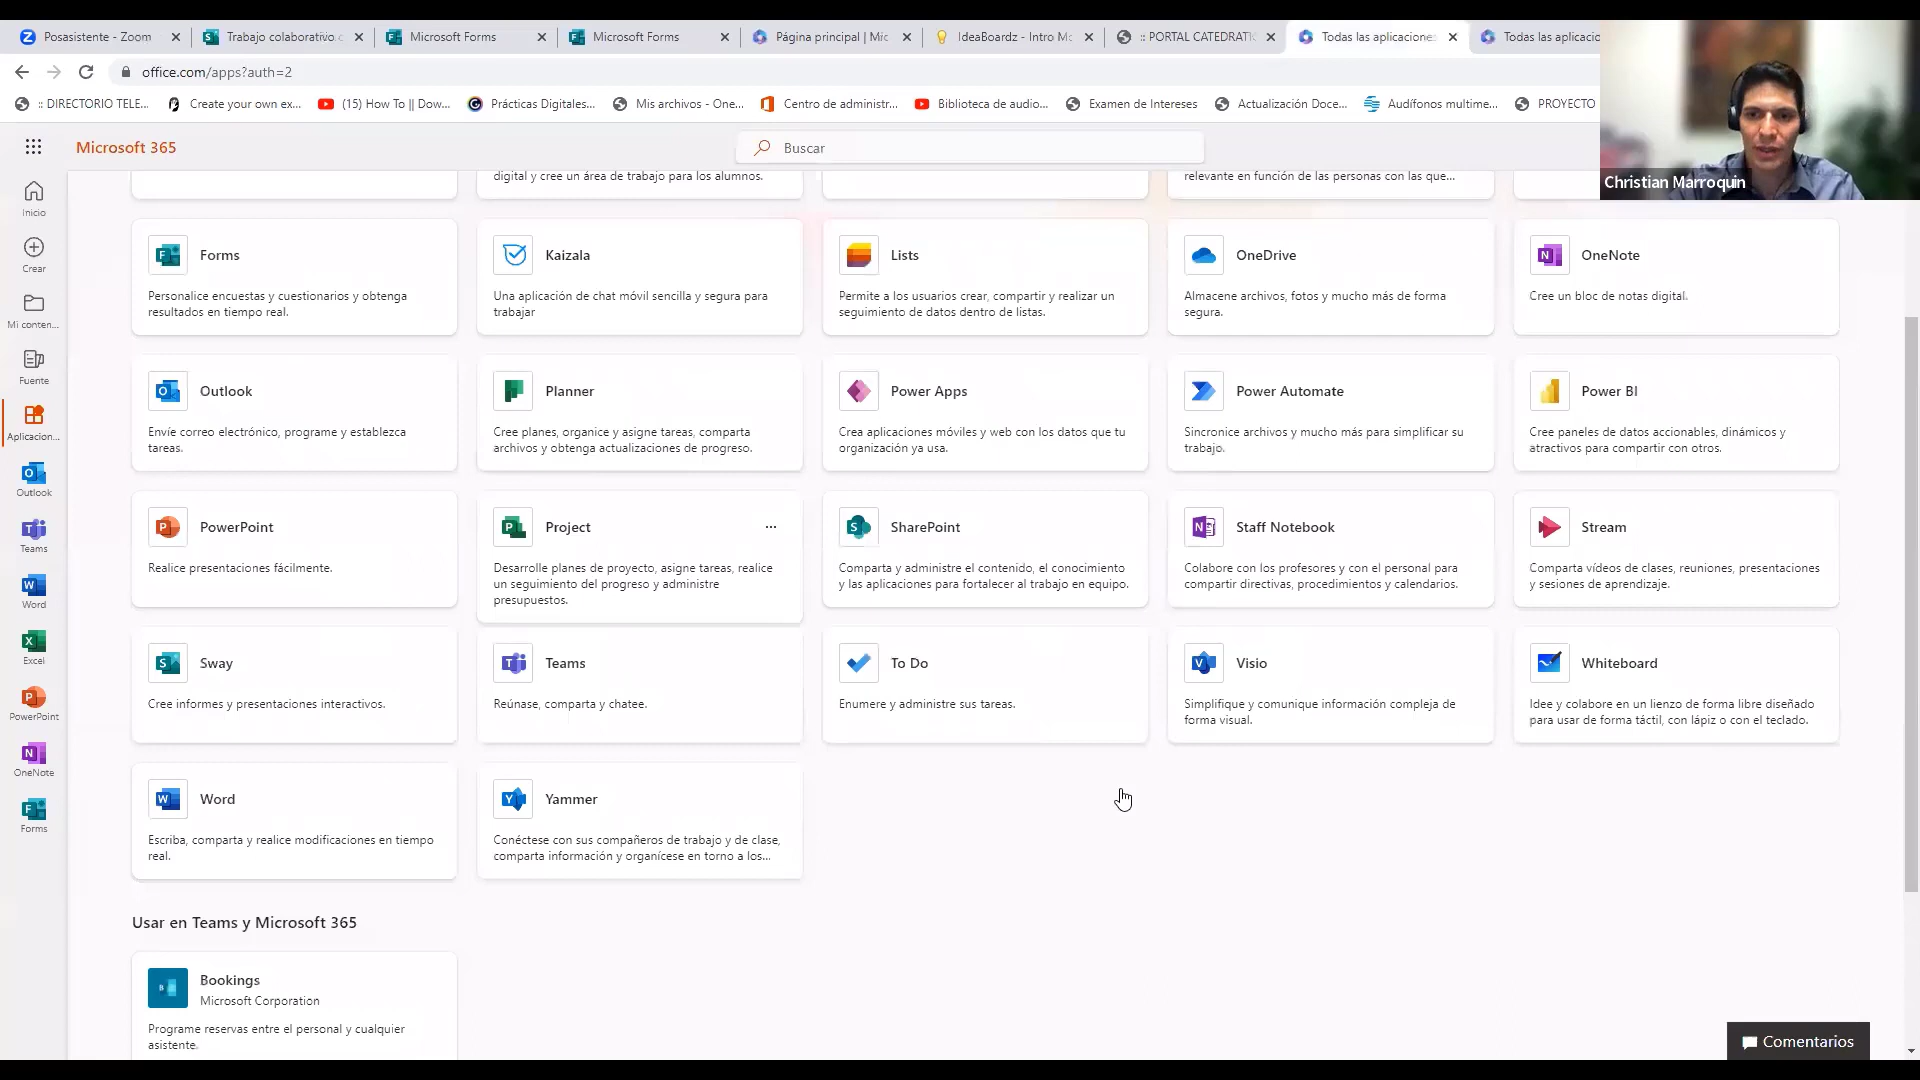 Posasistente - Zoom
Trabajo colaborativo.c
Microsoft Forms
Microsoft Forms
Página principal | Mic
IdeaBoardz - Intro Mo
:: PORTAL CATEDRATIC
Todas las aplicaciones
Todas las aplicacio
office.com/apps?auth=2
:: DIRECTORIO TELE...
Create your own ex...
(15) How To || Dow...
Prácticas Digitales...
Mis archivos - One...
Centro de administr...
Biblioteca de audio...
Examen de Intereses
Actualización Doce...
Audífonos multime...
PROYECTO
Microsoft 365
Buscar
Christian Marroquin
Inicio
Crear
Mi conten...
Fuente
Aplicacion...
Outlook
Teams
Word
Excel
PowerPoint
OneNote
Forms
digital y cree un área de trabajo para los alumnos.
relevante en función de las personas con las que...
Forms
Personalice encuestas y cuestionarios y obtenga
resultados en tiempo real.
Kaizala
Una aplicación de chat móvil sencilla y segura para
trabajar
Lists
Permite a los usuarios crear, compartir y realizar un
seguimiento de datos dentro de listas.
OneDrive
Almacene archivos, fotos y mucho más de forma
segura.
OneNote
Cree un bloc de notas digital.
Outlook
Envíe correo electrónico, programe y establezca
tareas.
Planner
Cree planes, organice y asigne tareas, comparta
archivos y obtenga actualizaciones de progreso.
Power Apps
Crea aplicaciones móviles y web con los datos que tu
organización ya usa.
Power Automate
Sincronice archivos y mucho más para simplificar su
trabajo.
Power BI
Cree paneles de datos accionables, dinámicos y
atractivos para compartir con otros.
PowerPoint
Realice presentaciones fácilmente.
Project
Desarrolle planes de proyecto, asigne tareas, realice
un seguimiento del progreso y administre
presupuestos.
SharePoint
Comparta y administre el contenido, el conocimiento
y las aplicaciones para fortalecer al trabajo en equipo.
Staff Notebook
Colabore con los profesores y con el personal para
compartir directivas, procedimientos y calendarios.
Stream
Comparta vídeos de clases, reuniones, presentaciones
y sesiones de aprendizaje.
Sway
Cree informes y presentaciones interactivos.
Teams
Reúnase, comparta y chatee.
To Do
Enumere y administre sus tareas.
Visio
Simplifique y comunique información compleja de
forma visual.
Whiteboard
Idee y colabore en un lienzo de forma libre diseñado
para usar de forma táctil, con lápiz o con el teclado.
Word
Escriba, comparta y realice modificaciones en tiempo
real.
Yammer
Conéctese con sus compañeros de trabajo y de clase,
comparta información y organícese en torno a los...
Usar en Teams y Microsoft 365
Bookings
Microsoft Corporation
Programe reservas entre el personal y cualquier
asistente.
Comentarios